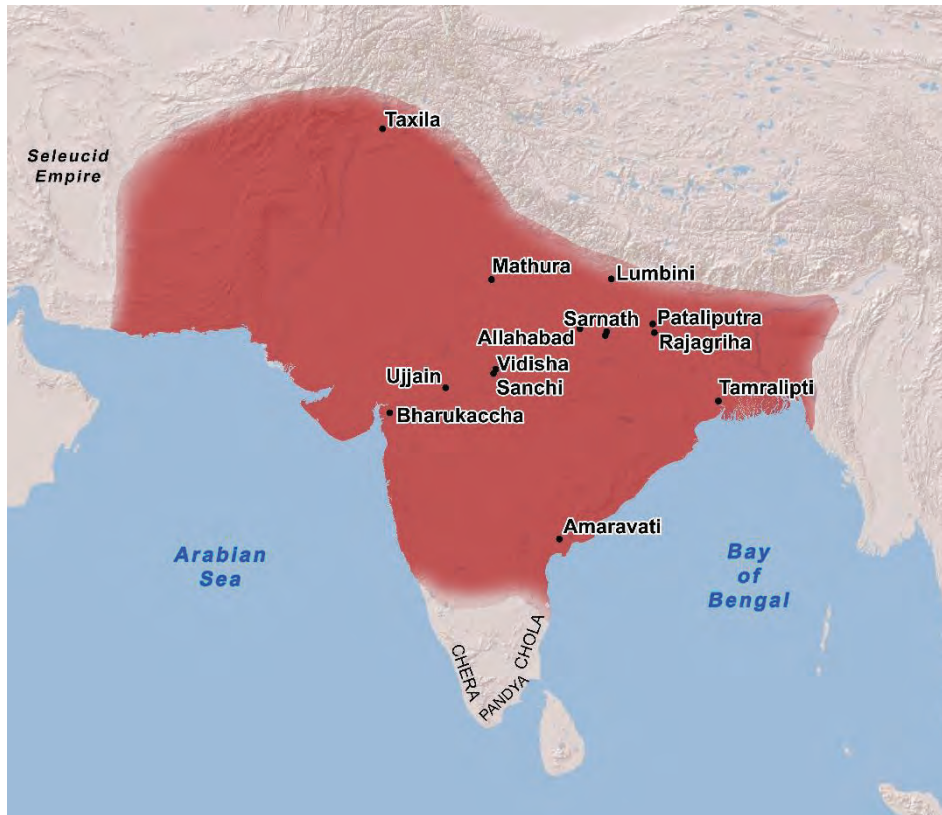 Taxila
Seleucid
Empire
Mathura
Lumbini
Sarnath
Pataliputra
Allahabad
Rajagriha
Vidisha
Ujjain
Sanchi
Tamralipti
Bharukaccha
Amaravati
Arabian
Sea
Bay
of
Bengal
CHERA
PANDYA
CHOLA